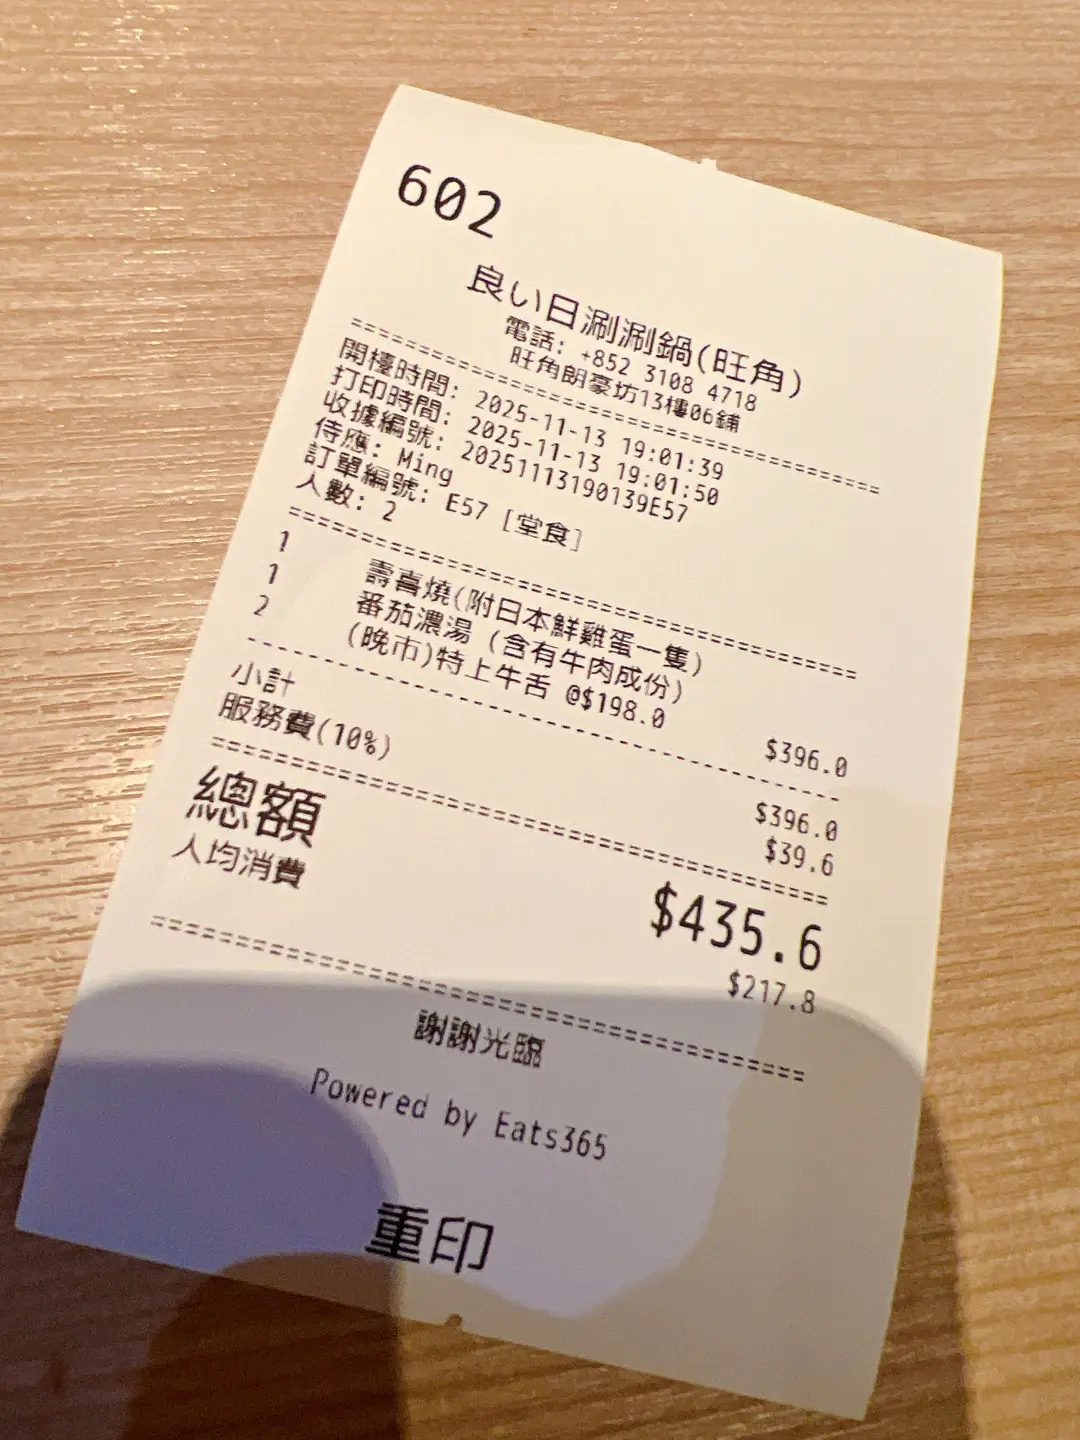 602
良い日涮涮鍋(旺角)
電話: +852 3108 4718
旺角朗豪坊13樓06鋪
================================
開檯時間: 2025-11-13 19:01:39
打印時間: 2025-11-13 19:01:50
收據編號: 20251113190139E57
侍應: Ming
訂單編號: E57 [堂食]
人數: 2
================================
1 壽喜燒(附日本鮮雞蛋一隻)
1 番茄濃湯 (含有牛肉成份)
2 (晚市)特上牛舌 @$198.0 $396.0
--------------------------------
小計 $396.0
服務費(10%) $39.6
================================
總額 $435.6
人均消費 $217.8
================================
謝謝光臨
Powered by Eats365
重印